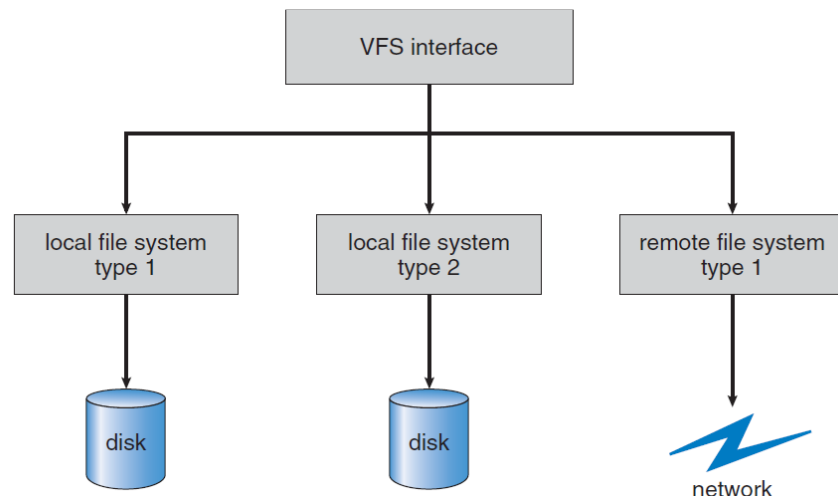 VFS interface
local file system
type 1
local file system
type 2
remote file system
type 1
disk
disk
network